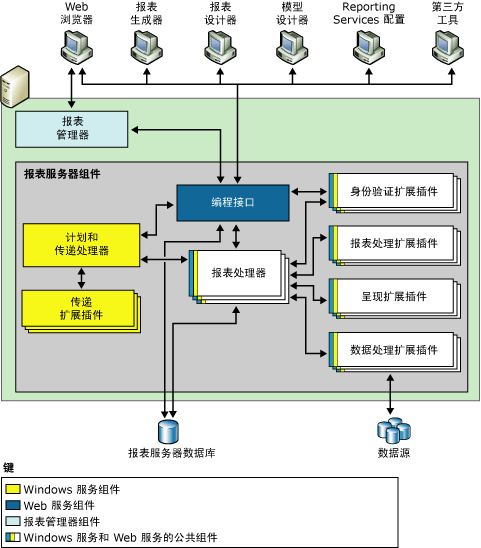 Web
浏览器
报表
生成器
报表
设计器
模型
设计器
Reporting
Services 配置
第三方
工具
报表
管理器
报表服务器组件
编程接口
身份验证扩展插件
计划和
传递处理器
报表处理扩展插件
报表处理器
传递
扩展插件
呈现扩展插件
数据处理扩展插件
报表服务器数据库
数据源
键
Windows 服务组件
Web 服务组件
报表管理器组件
Windows 服务和 Web 服务的公共组件